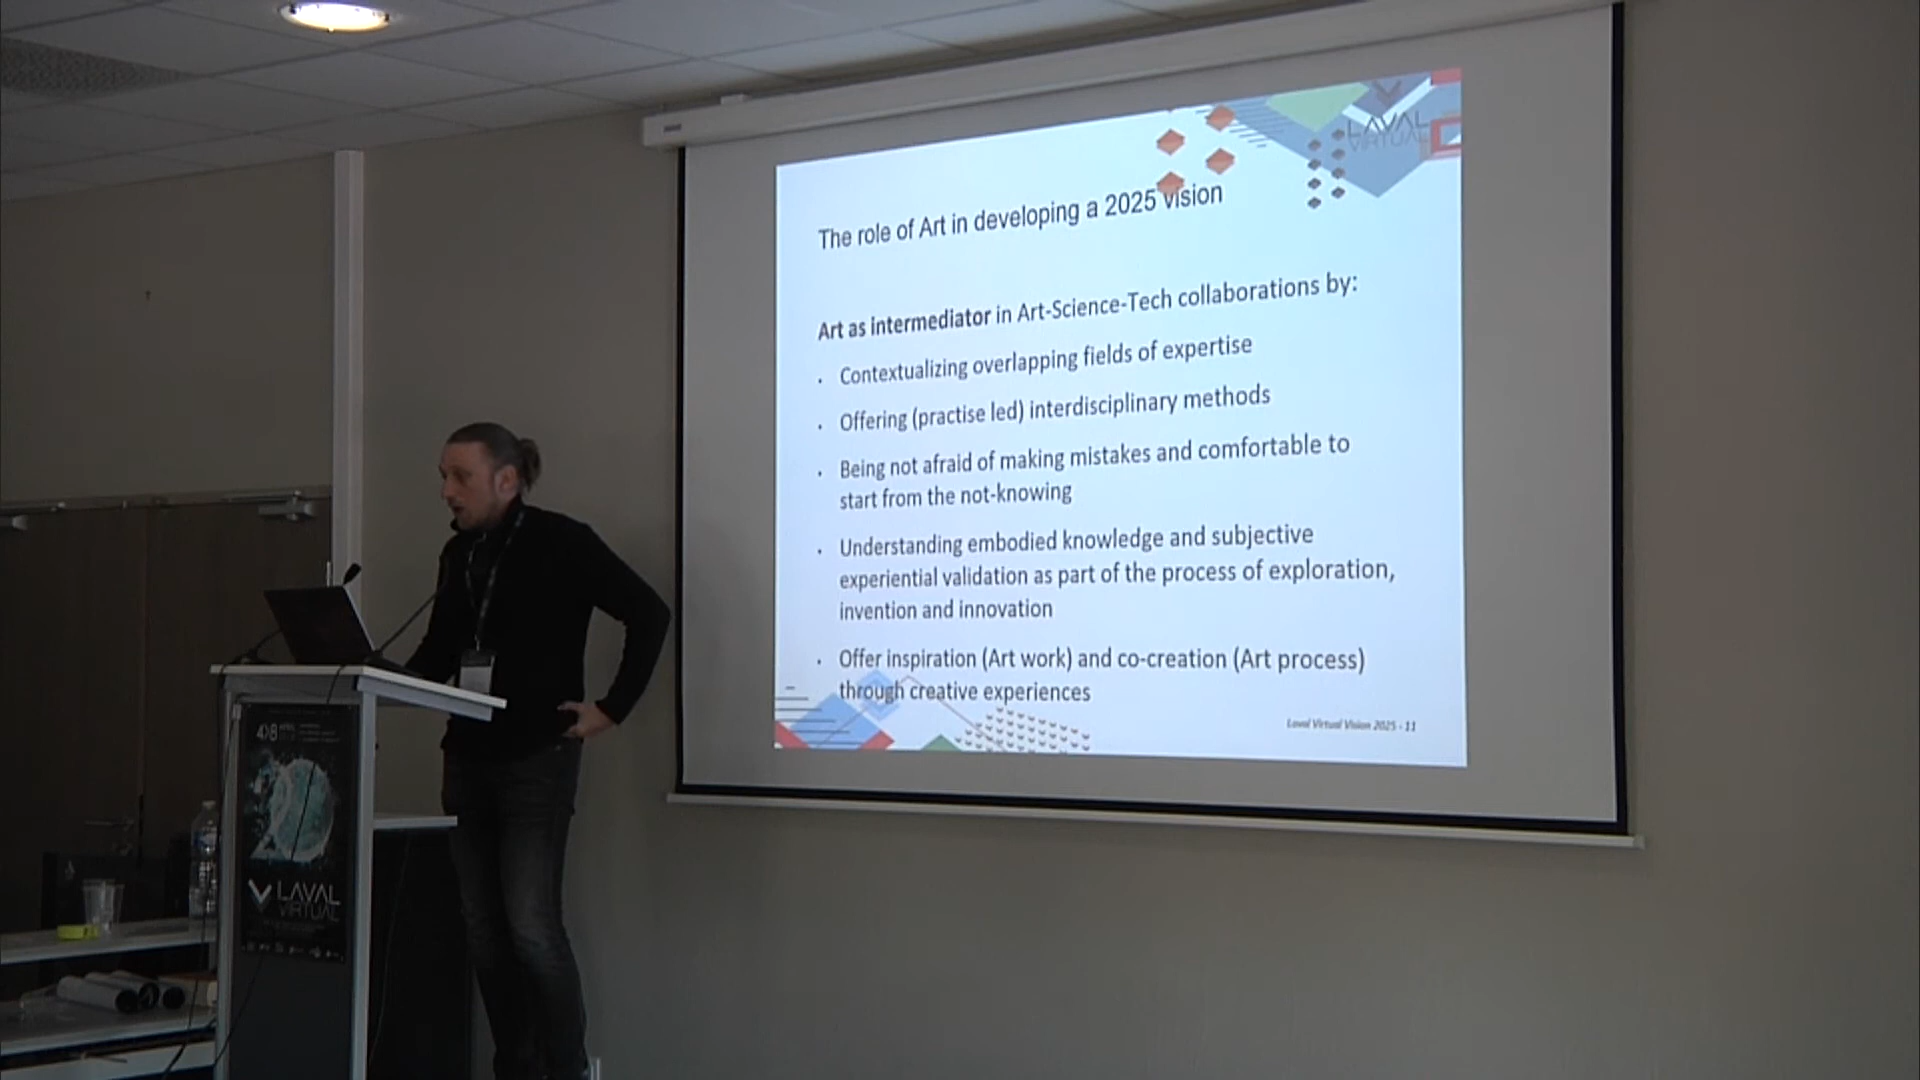 LAVAL
VIRTUAL
The role of Art in developing a 2025 vision
Art as intermediator in Art-Science-Tech collaborations by:
• Contextualizing overlapping fields of expertise
• Offering (practise led) interdisciplinary methods
• Being not afraid of making mistakes and comfortable to
start from the not-knowing
• Understanding embodied knowledge and subjective
experiential validation as part of the process of exploration,
invention and innovation
• Offer inspiration (Art work) and co-creation (Art process)
through creative experiences
Laval Virtual Vision 2025 - 11
20
LAVAL
VIRTUAL